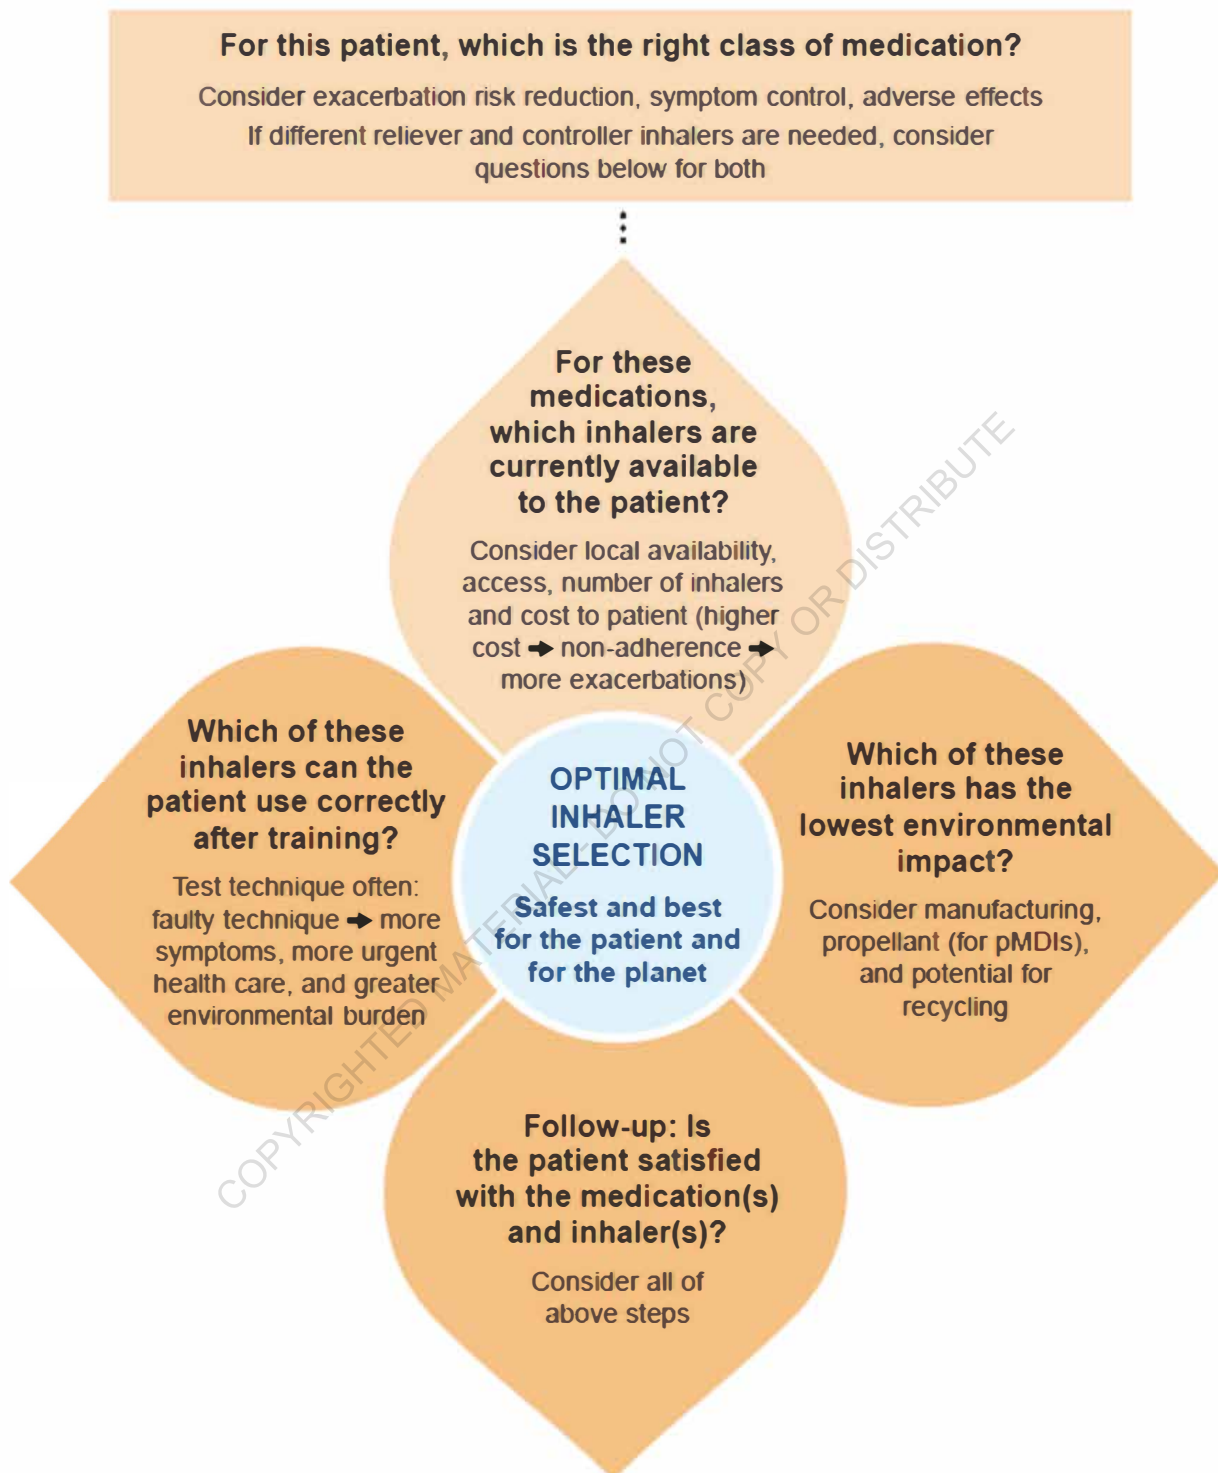 For this patient, which is the right class of medication?
Consider exacerbation risk reduction, symptom control, adverse effects
If different reliever and controller inhalers are needed, consider
questions below for both
For these
medications,
which inhalers are
currently available
to the patient?
Consider local availability,
access, number of inhalers
and cost to patient (higher
cost → non-adherence →
more exacerbations)
Which of these
inhalers can the
patient use correctly
after training?
Test technique often:
faulty technique → more
symptoms, more urgent
health care, and greater
environmental burden
OPTIMAL
INHALER
SELECTION
Safest and best
for the patient and
for the planet
Which of these
inhalers has the
lowest environmental
impact?
Consider manufacturing,
propellant (for pMDIs),
and potential for
recycling
Follow-up: Is
the patient satisfied
with the medication(s)
and inhaler(s)?
Consider all of
above steps
COPYRIGHTED MATERIAL - DO NOT COPY OR DISTRIBUTE